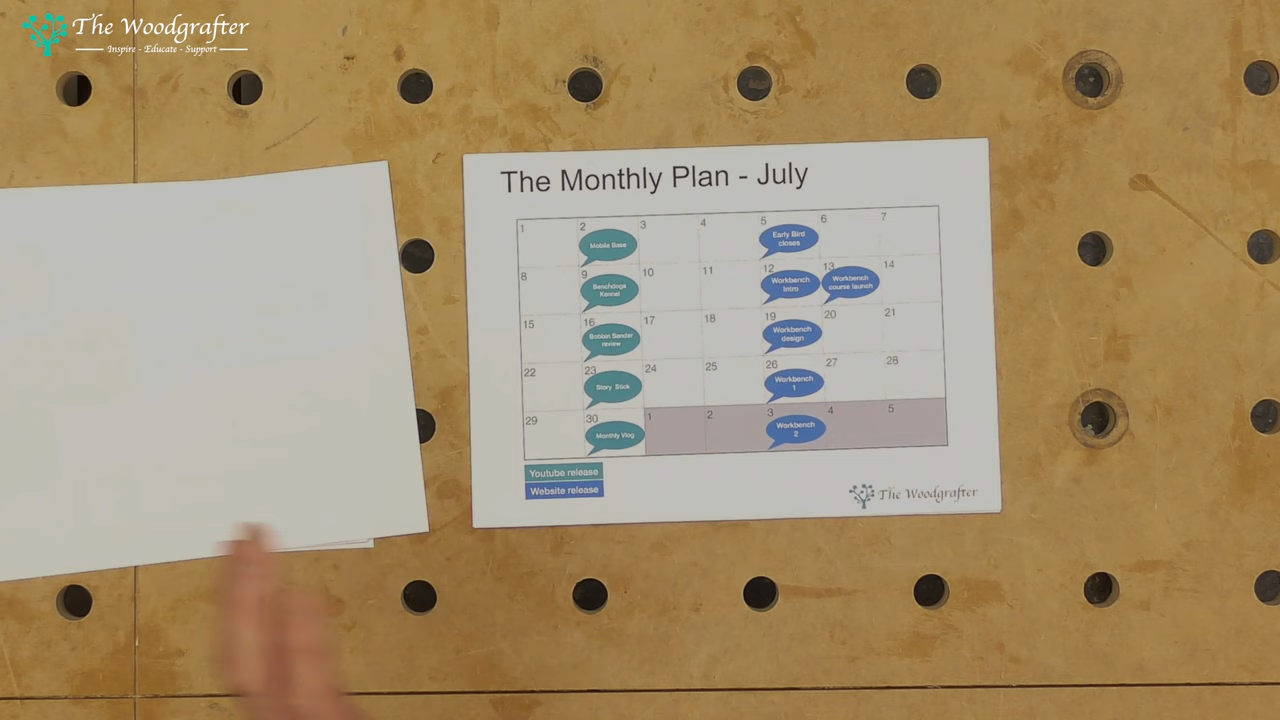 The Woodgrafter
Inspire - Educate - Support
The Monthly Plan - July
1 2 3 4 5 6 7
Mobile Base
Early Bird
closes
8 9 10 11 12 13 14
Benchdogs
Kennel
Workbench
Intro
Workbench
course launch
15 16 17 18 19 20 21
Bobbin Sander
review
Workbench
design
22 23 24 25 26 27 28
Story Stick
Workbench
1
29 30 1 2 3 4 5
Monthly Vlog
Workbench
2
Youtube release
Website release
The Woodgrafter